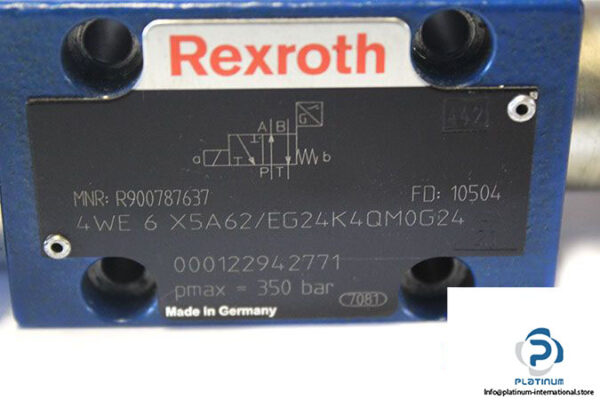 Rexroth
442
A B
G
a
b
P T
MNR: R900787637
FD: 10504
4WE 6 X5A62/EG24K4QM0G24
000122942771
pmax = 350 bar
7081
Made in Germany
PLATINUM
Info@platinum-international.store